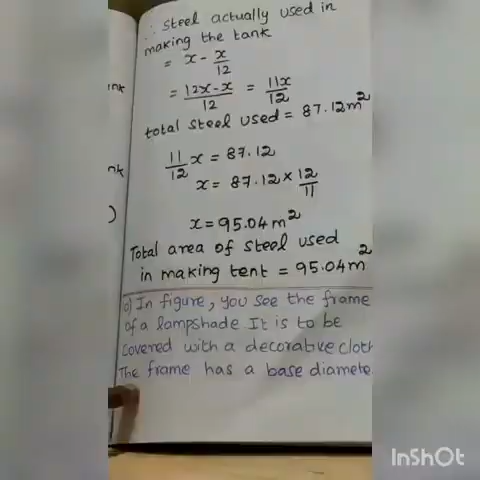 ∴ Steel actually used in
making the tank
= x - x/12
= 12x-x/12 = 11x/12
total steel used = 87.12m²
11/12 x = 87.12
x = 87.12 × 12/11
x = 95.04 m²
Total area of steel used
in making tent = 95.04m²
In figure, you see the frame
of a lampshade It is to be
covered with a decorative cloth
The frame has a base diamete
InShOt